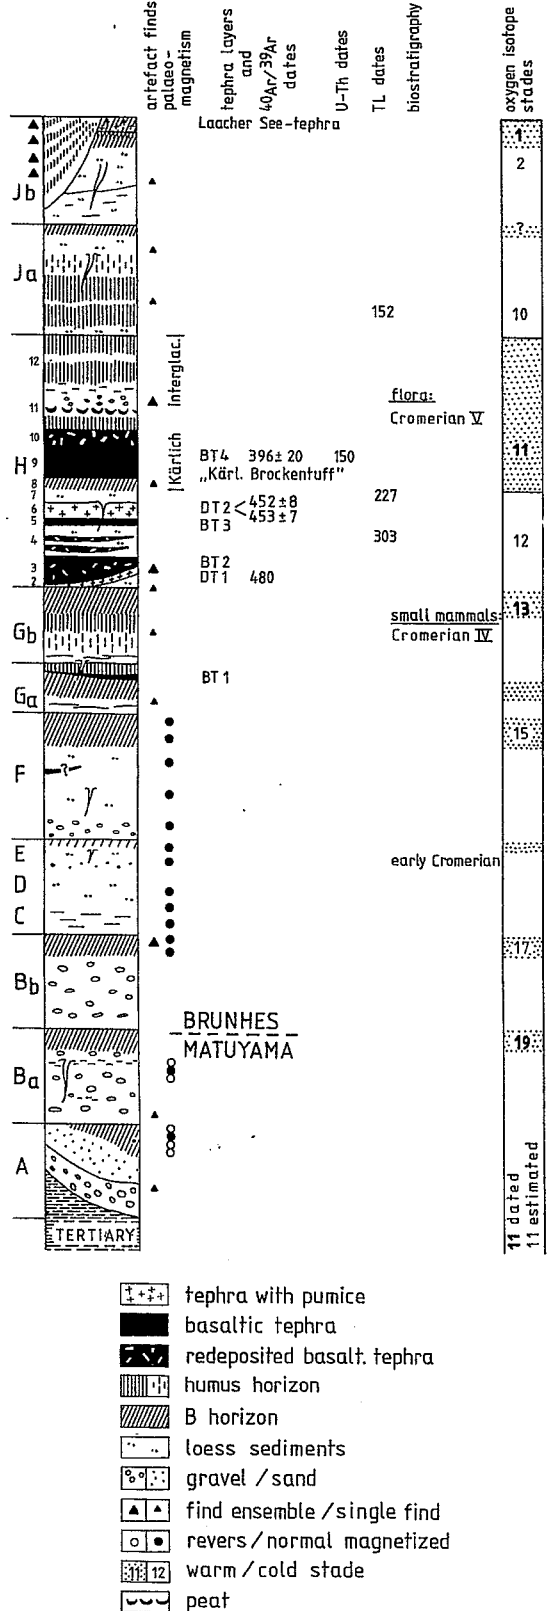 artefact finds
palaeo-
magnetism
tephra layers
and
40Ar/39Ar
dates
U-Th dates
TL dates
biostratigraphy
oxygen isotope
stades
Laacher See-tephra
1
2
Jb
?
Ja
152
10
12
Interglac.
flora:
11
Cromerian V
10
Kärlich
H
9
BT4 396±20 150
11
„Kärl. Brockentuff"
8
7
227
6
DT2 < 452±8
453±7
5
BT3
4
303
12
3
BT2
2
DT1 480
13
small mammals:
Gb
Cromerian IV
BT1
Ga
15
F
?
E
early Cromerian
D
C
17
Bb
BRUNHES
MATUYAMA
19
Ba
A
11 dated
11 estimated
TERTIARY
tephra with pumice
basaltic tephra
redeposited basalt. tephra
humus horizon
B horizon
loess sediments
gravel / sand
find ensemble / single find
revers / normal magnetized
11 12 warm / cold stade
peat